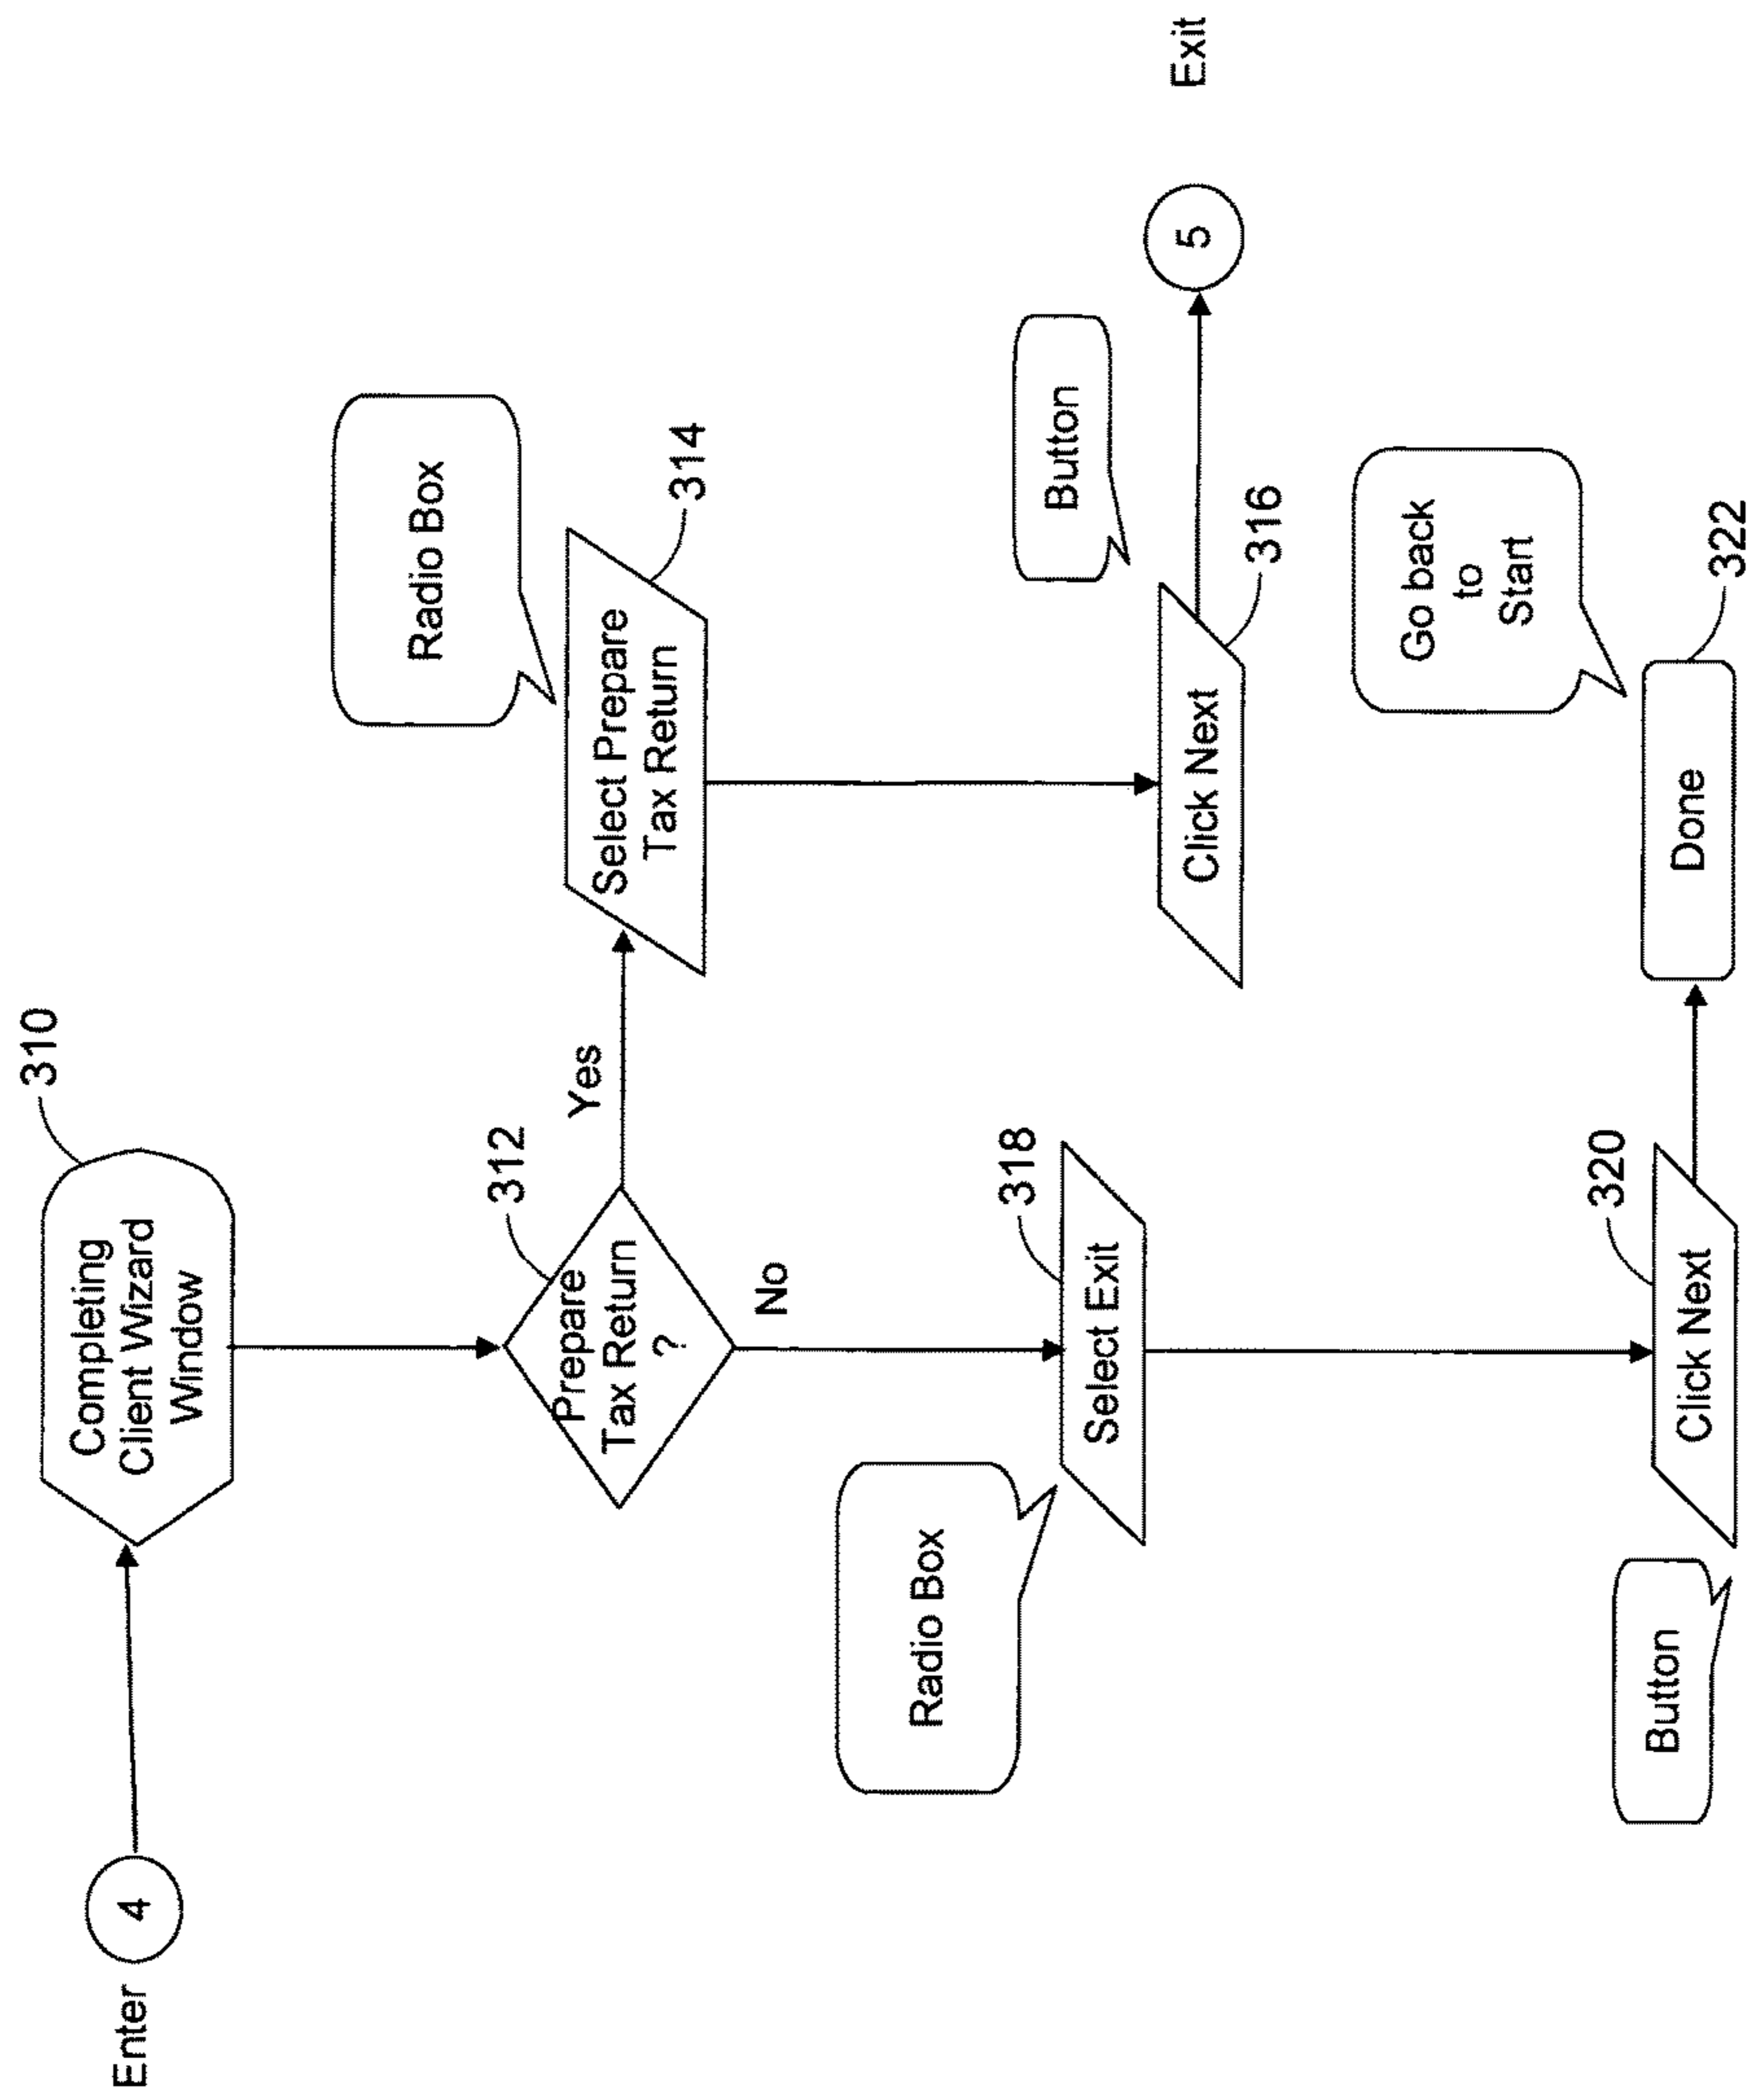 Enter
4
Completing
Client Wizard
Window
310
Prepare
Tax Return
?
312
Yes
Select Prepare
Tax Return
314
Radio Box
No
Radio Box
Select Exit
318
Click Next
316
Button
5
Exit
Button
Click Next
320
Done
322
Go back
to
Start